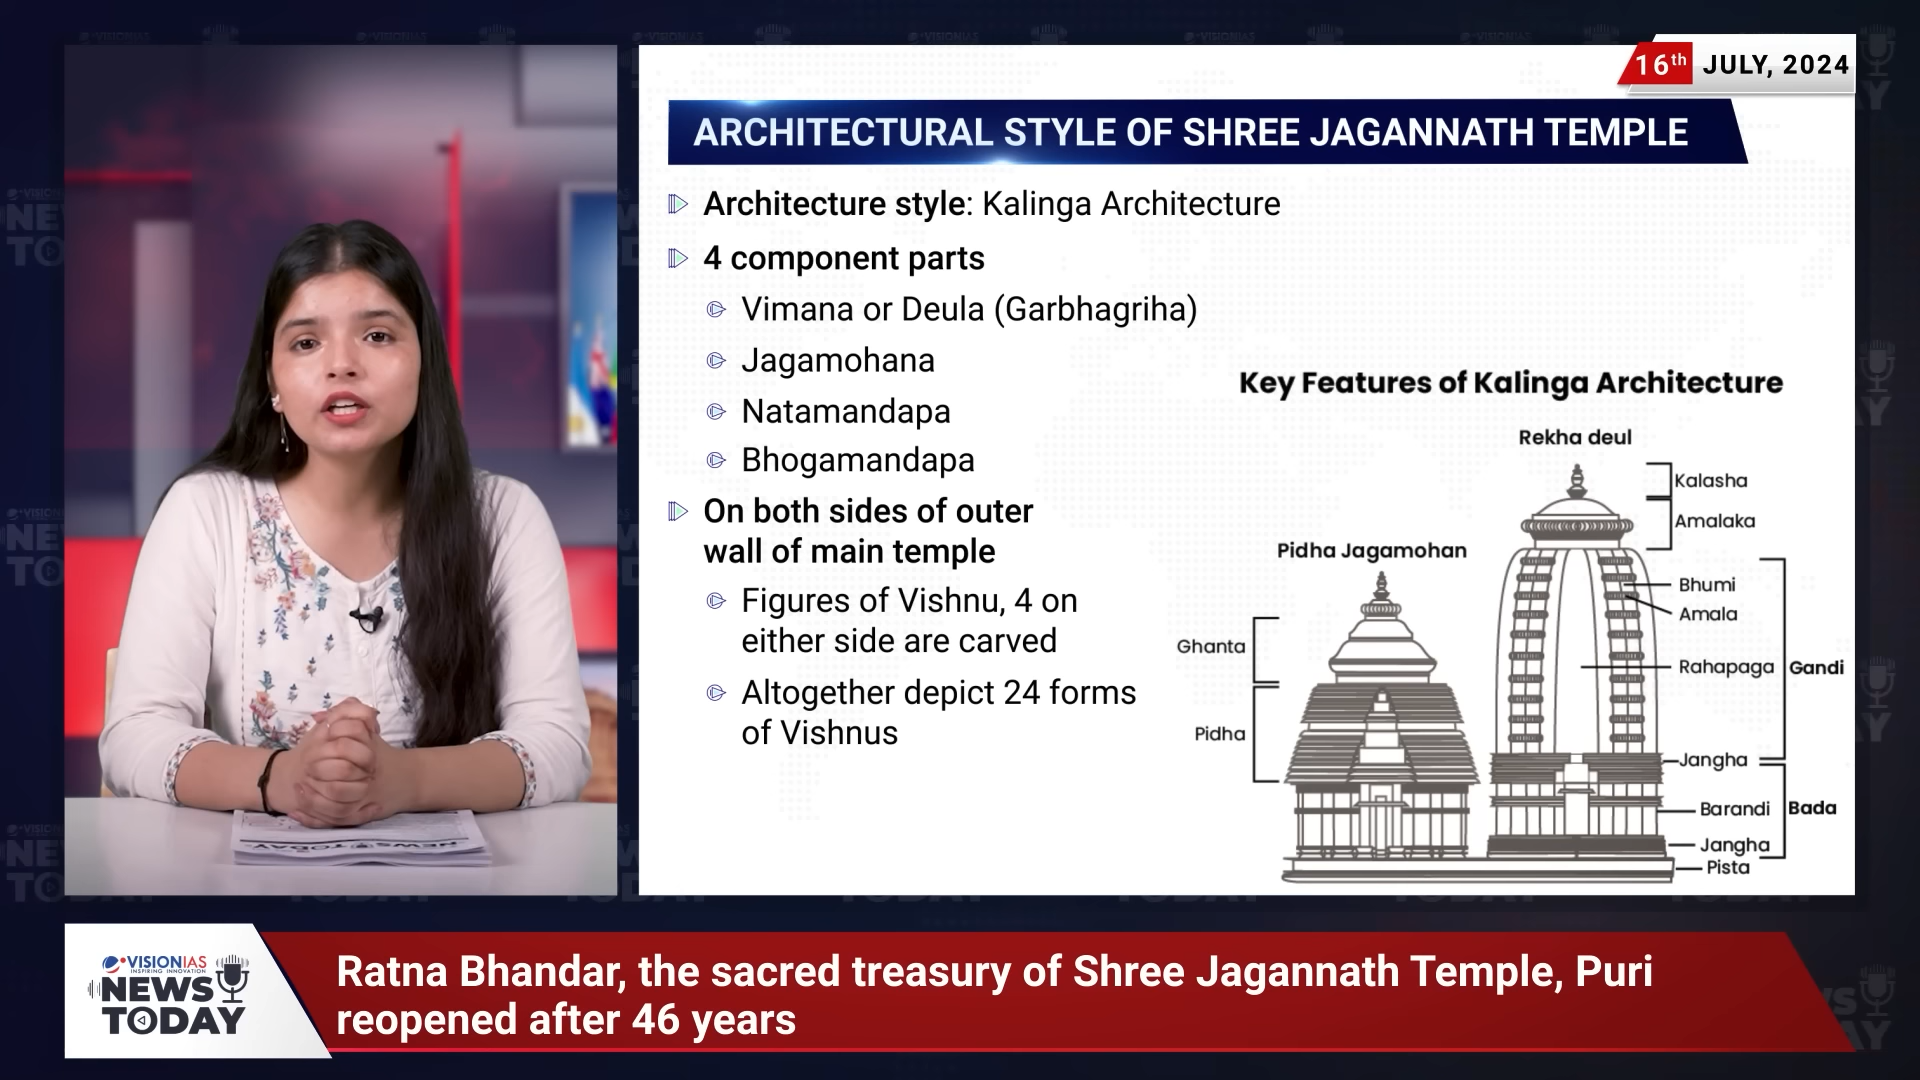 16th JULY, 2024
ARCHITECTURAL STYLE OF SHREE JAGANNATH TEMPLE
Architecture style: Kalinga Architecture
4 component parts
Vimana or Deula (Garbhagriha)
Jagamohana
Natamandapa
Bhogamandapa
On both sides of outer
wall of main temple
Figures of Vishnu, 4 on
either side are carved
Altogether depict 24 forms
of Vishnus
Key Features of Kalinga Architecture
Rekha deul
Kalasha
Amalaka
Pidha Jagamohan
Bhumi
Amala
Ghanta
Rahapaga
Gandi
Pidha
Jangha
Barandi
Bada
Jangha
Pista
NEWS TODAY
VISIONIAS
INSPIRING INNOVATION
NEWS
TODAY
Ratna Bhandar, the sacred treasury of Shree Jagannath Temple, Puri
reopened after 46 years